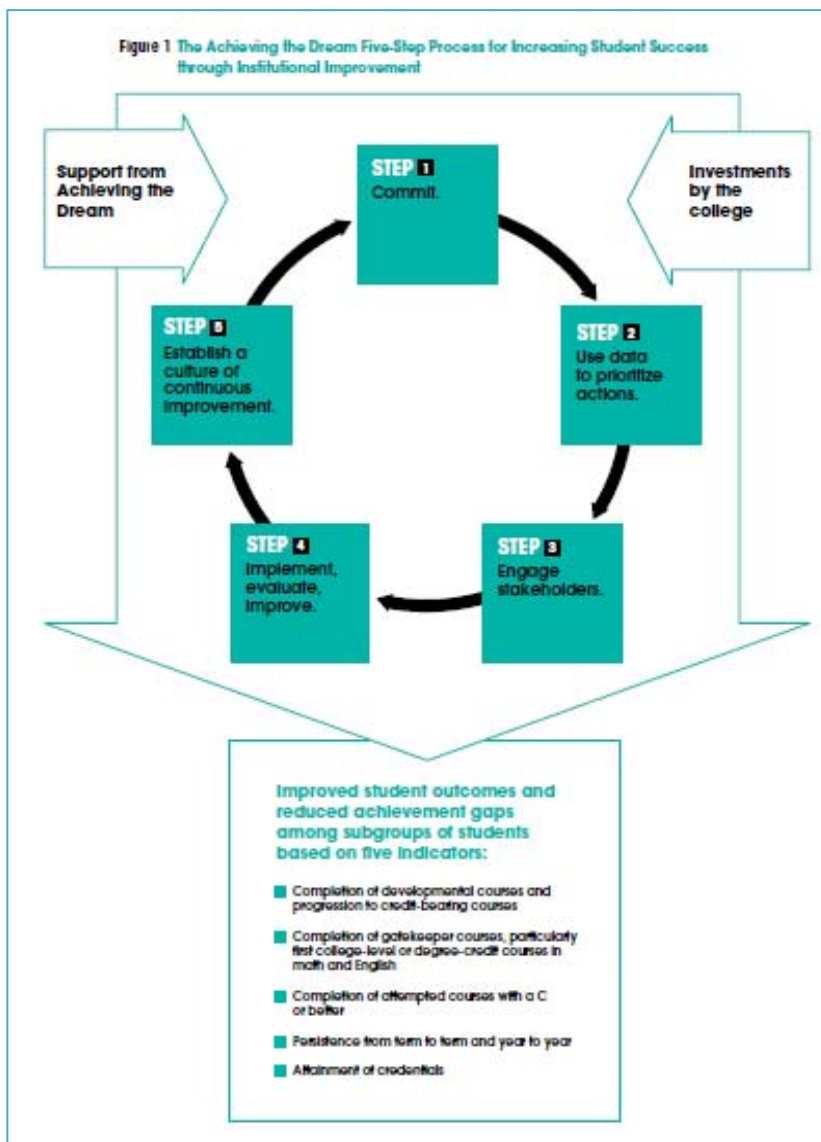 Figure 1 The Achieving the Dream Five-Step Process for Increasing Student Success
through Institutional Improvement
Support from
Achieving the
Dream
STEP 1
Commit.
Investments
by the
college
STEP 5
Establish a
culture of
continuous
improvement.
STEP 2
Use data
to prioritize
actions.
STEP 4
Implement,
evaluate,
improve.
STEP 3
Engage
stakeholders.
Improved student outcomes and
reduced achievement gaps
among subgroups of students
based on five indicators:
Completion of developmental courses and
progression to credit-bearing courses
Completion of gatekeeper courses, particularly
first college-level or degree-credit courses in
math and English
Completion of attempted courses with a C
or better
Persistence from term to term and year to year
Attainment of credentials